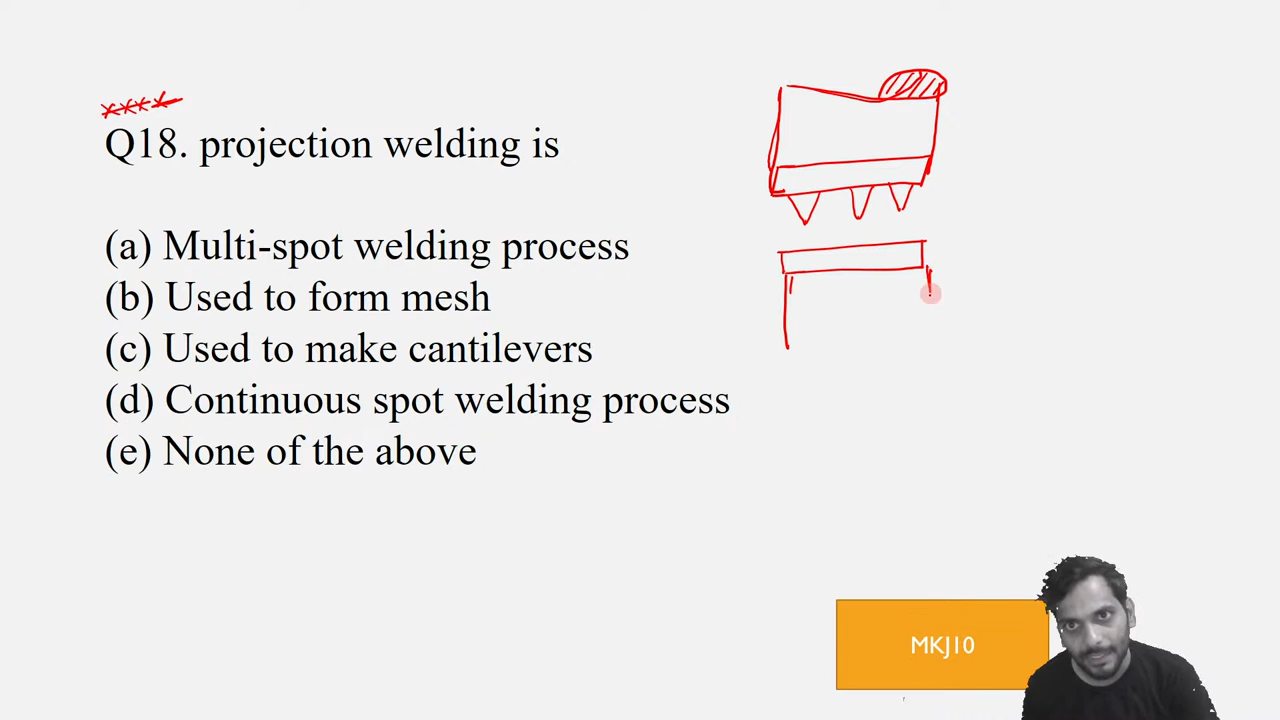 Q18. projection welding is
(a) Multi-spot welding process
(b) Used to form mesh
(c) Used to make cantilevers
(d) Continuous spot welding process
(e) None of the above
MKJ10